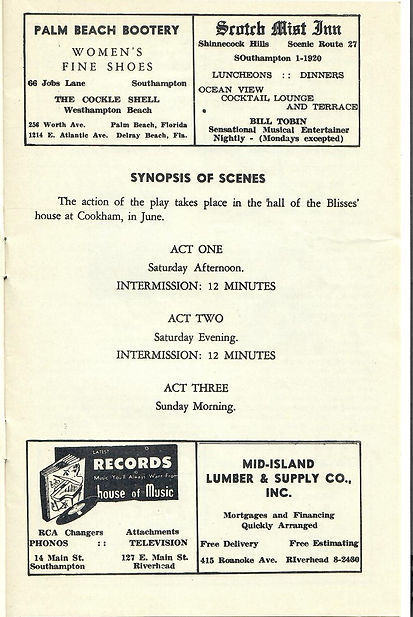 PALM BEACH BOOTERY
WOMEN'S
FINE SHOES
66 Jobs Lane Southampton
THE COCKLE SHELL
Westhampton Beach
256 Worth Ave. Palm Beach, Florida
1214 E. Atlantic Ave. Delray Beach, Fla.
Scotch Mist Inn
Shinnecock Hills Scenic Route 27
SOuthampton 1-1920
LUNCHEONS :: DINNERS
OCEAN VIEW
COCKTAIL LOUNGE
AND TERRACE
BILL TOBIN
Sensational Musical Entertainer
Nightly - (Mondays excepted)
SYNOPSIS OF SCENES
The action of the play takes place in the hall of the Blisses'
house at Cookham, in June.
ACT ONE
Saturday Afternoon.
INTERMISSION: 12 MINUTES
ACT TWO
Saturday Evening.
INTERMISSION: 12 MINUTES
ACT THREE
Sunday Morning.
LATEST
RECORDS
Music You'll Always Want From
house of Music
RCA Changers Attachments
PHONOS :: TELEVISION
14 Main St. 127 E. Main St.
Southampton Riverhead
MID-ISLAND
LUMBER & SUPPLY CO.,
INC.
Mortgages and Financing
Quickly Arranged
Free Delivery Free Estimating
415 Roanoke Ave. RIverhead 8-2460